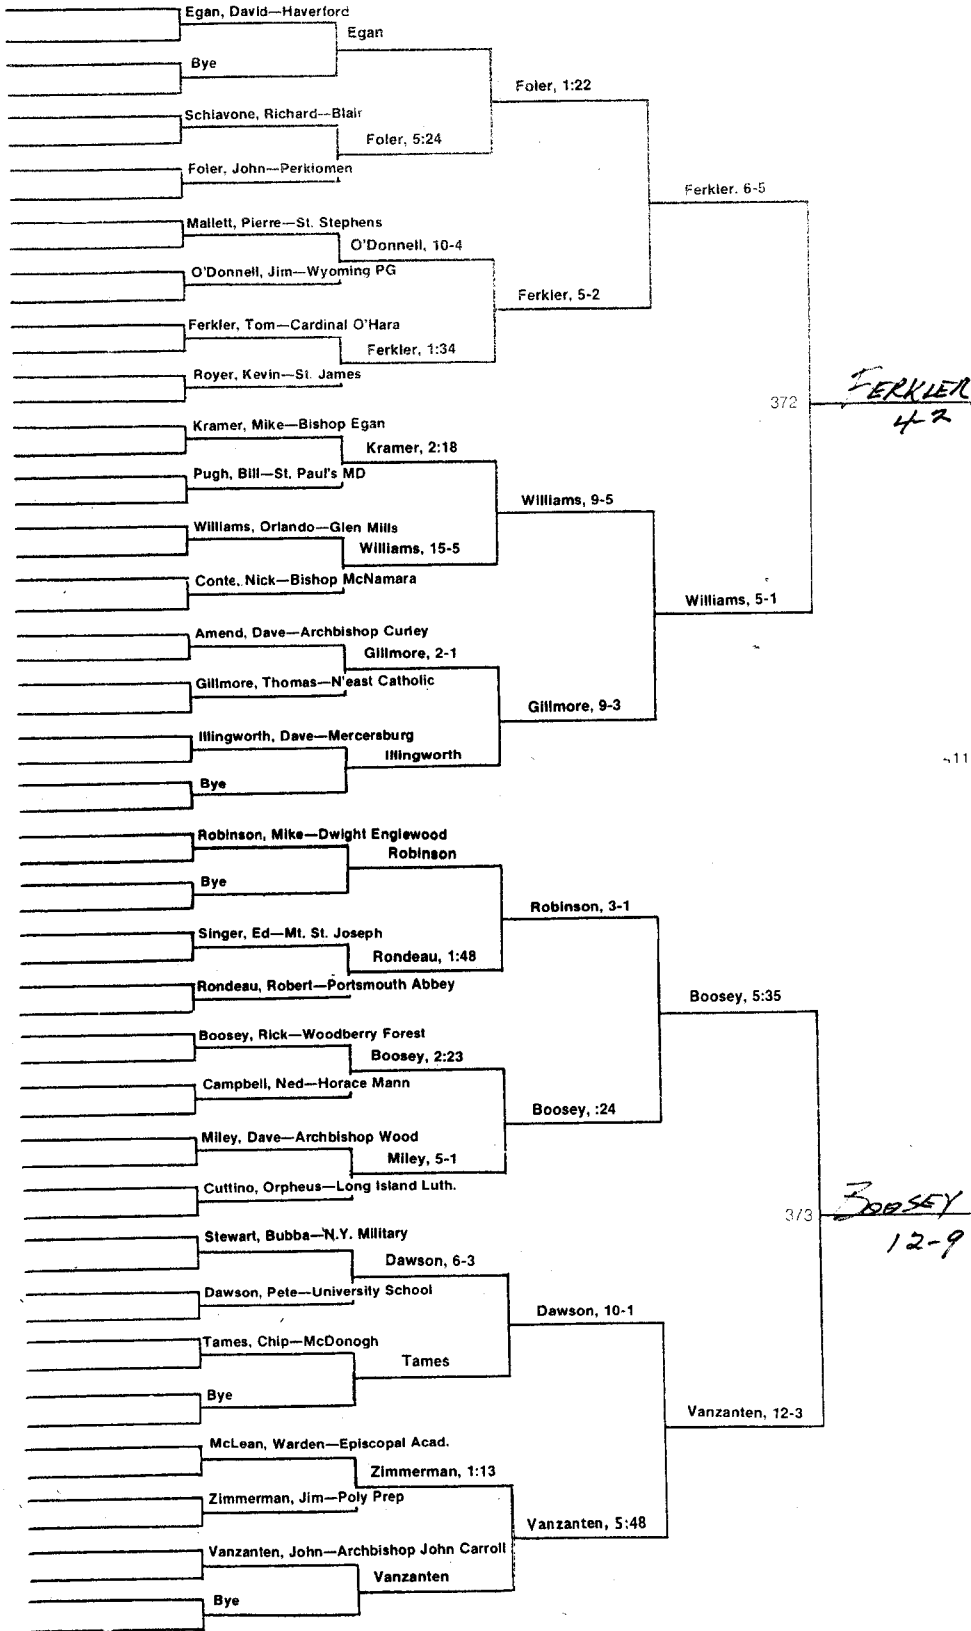 Egan, David—Haverford
Egan
Bye
Foler, 1:22
Schiavone, Richard—Blair
Foler, 5:24
Foler, John—Perkiomen
Ferkler. 6-5
Mallett, Pierre—St. Stephens
O'Donnell, 10-4
O'Donnell, Jim—Wyoming PG
Ferkler, 5-2
Ferkler, Tom—Cardinal O'Hara
Ferkler, 1:34
Royer, Kevin—St. James
FERKLER
372
4-2
Kramer, Mike—Bishop Egan
Kramer, 2:18
Pugh, Bill—St. Paul's MD
Williams, 9-5
Williams, Orlando—Glen Mills
Williams, 15-5
Conte, Nick—Bishop McNamara
Williams, 5-1
Amend, Dave—Archbishop Curley
Gillmore, 2-1
Gillmore, Thomas—N'east Catholic
Gillmore, 9-3
Illingworth, Dave—Mercersburg
Illingworth
11
Bye
Robinson, Mike—Dwight Englewood
Robinson
Bye
Robinson, 3-1
Singer, Ed—Mt. St. Joseph
Rondeau, 1:48
Rondeau, Robert—Portsmouth Abbey
Boosey, 5:35
Boosey, Rick—Woodberry Forest
Boosey, 2:23
Campbell, Ned—Horace Mann
Boosey, :24
Miley, Dave—Archbishop Wood
Miley, 5-1
Cuttino, Orpheus—Long Island Luth.
BOOSEY
373
12-9
Stewart, Bubba—N.Y. Military
Dawson, 6-3
Dawson, Pete—University School
Dawson, 10-1
Tames, Chip—McDonogh
Tames
Bye
Vanzanten, 12-3
McLean, Warden—Episcopal Acad.
Zimmerman, 1:13
Zimmerman, Jim—Poly Prep
Vanzanten, 5:48
Vanzanten, John—Archbishop John Carroll
Vanzanten
Bye